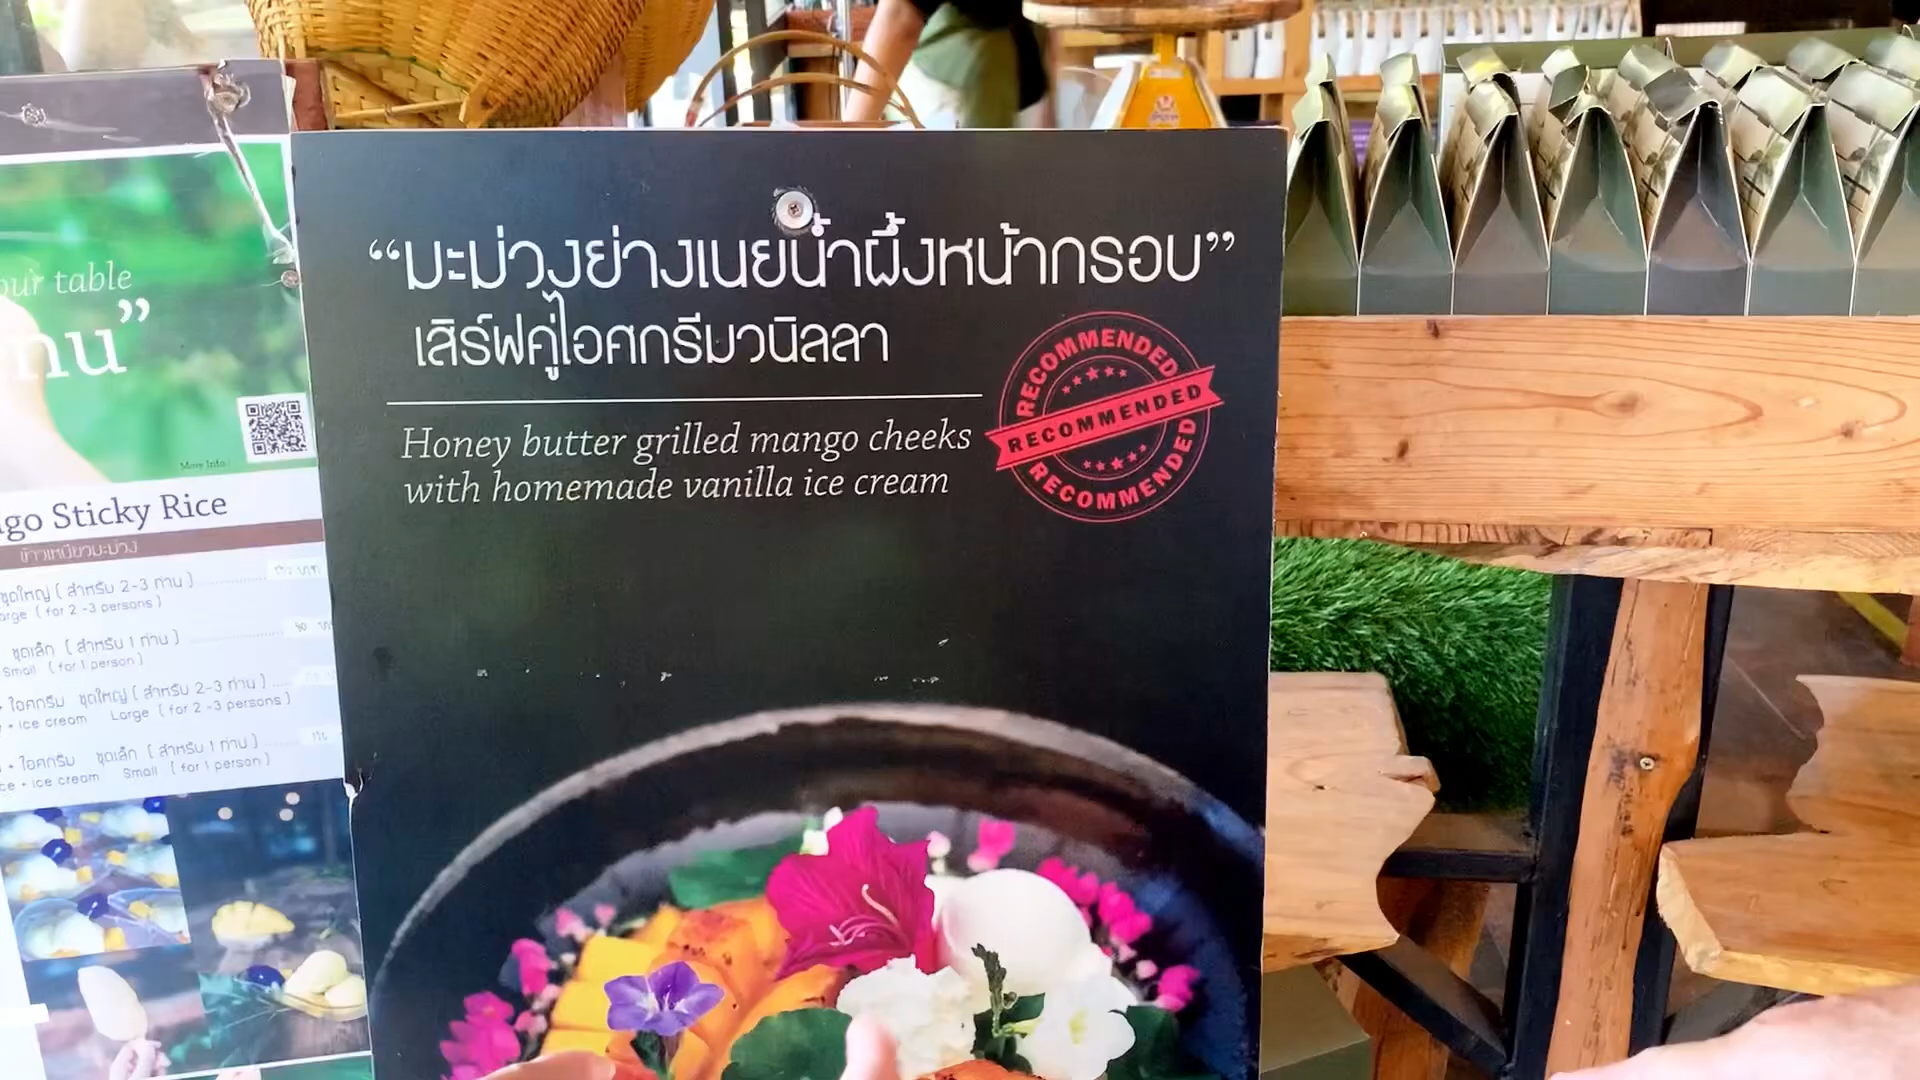 our table
”
go Sticky Rice
ข้าวเหนียวมะม่วง
ชุดใหญ่ ( สำหรับ 2-3 ท่าน )
( for 2 -3 persons )
ชุดเล็ก ( สำหรับ 1 ท่าน )
Small ( for 1 person )
+ ไอศกรีม ชุดใหญ่ ( สำหรับ 2-3 ท่าน )
+ ice cream Large ( for 2 -3 persons )
+ ไอศกรีม ชุดเล็ก ( สำหรับ 1 ท่าน )
+ ice cream Small ( for 1 person )
More Info :
“มะม่วงย่างเนยน้ำผึ้งหน้ากรอบ”
เสิร์ฟคู่ไอศกรีมวนิลลา
Honey butter grilled mango cheeks
with homemade vanilla ice cream
RECOMMENDED
RECOMMENDED
RECOMMENDED